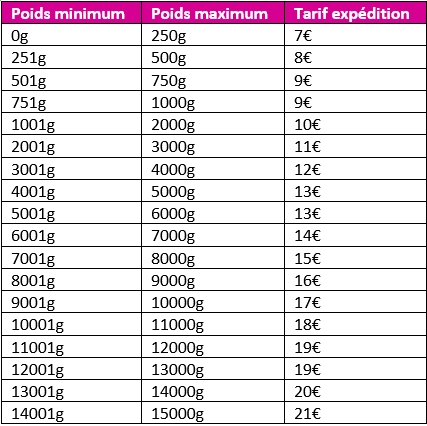 Poids minimum Poids maximum Tarif expédition
0g 250g 7€
251g 500g 8€
501g 750g 9€
751g 1000g 9€
1001g 2000g 10€
2001g 3000g 11€
3001g 4000g 12€
4001g 5000g 13€
5001g 6000g 13€
6001g 7000g 14€
7001g 8000g 15€
8001g 9000g 16€
9001g 10000g 17€
10001g 11000g 18€
11001g 12000g 19€
12001g 13000g 19€
13001g 14000g 20€
14001g 15000g 21€